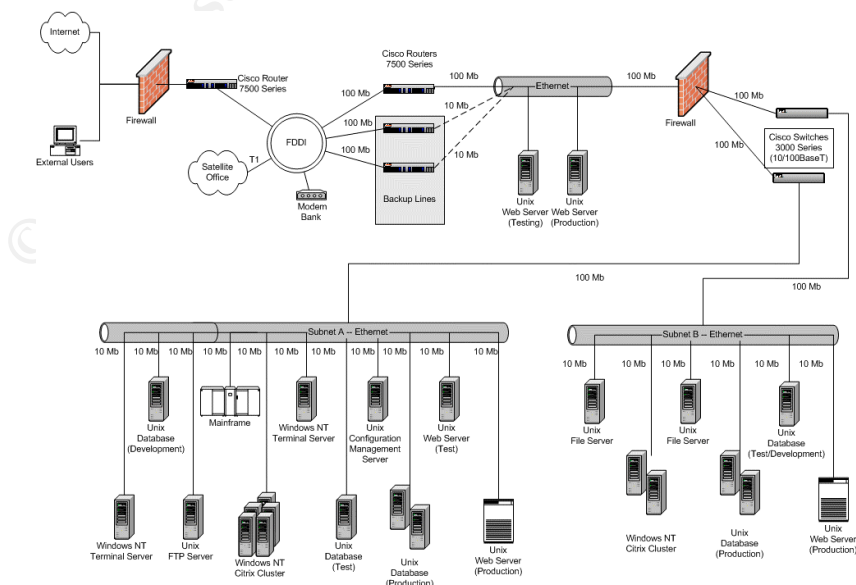 Internet
External Users
Firewall
Cisco Router
7500 Series
FDDI
Satellite
Office
T1
Modem
Bank
100 Mb
100 Mb
100 Mb
Cisco Routers
7500 Series
Backup Lines
100 Mb
10 Mb
10 Mb
Ethernet
100 Mb
Unix
Web Server
(Testing)
Unix
Web Server
(Production)
Firewall
100 Mb
100 Mb
Cisco Switches
3000 Series
(10/100BaseT)
100 Mb
100 Mb
Subnet A -- Ethernet
10 Mb 10 Mb 10 Mb 10 Mb 10 Mb 10 Mb 10 Mb 10 Mb 10 Mb 10 Mb
Unix
Database
(Development)
Mainframe
Windows NT
Terminal Server
Unix
Configuration
Management
Server
Unix
Web Server
(Test)
Windows NT
Terminal Server
Unix
FTP Server
Windows NT
Citrix Cluster
Unix
Database
(Test)
Unix
Database
(Production)
Unix
Web Server
(Production)
Subnet B -- Ethernet
10 Mb 10 Mb 10 Mb 10 Mb 10 Mb 10 Mb
Unix
File Server
Unix
File Server
Unix
Database
(Test/Development)
Windows NT
Citrix Cluster
Unix
Database
(Production)
Unix
Web Server
(Production)